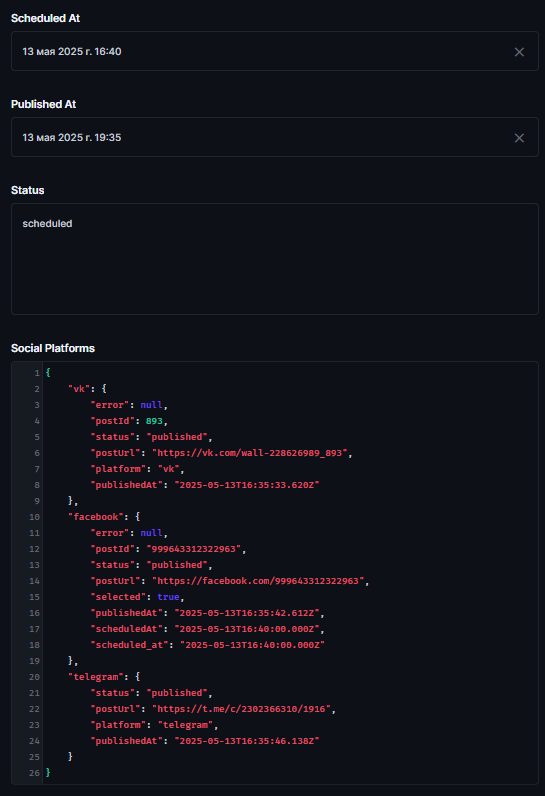 Scheduled At
13 мая 2025 г. 16:40
Published At
13 мая 2025 г. 19:35
Status
scheduled
Social Platforms
1 {
2     "vk": {
3         "error": null,
4         "postId": 893,
5         "status": "published",
6         "postUrl": "https://vk.com/wall-228626989_893",
7         "platform": "vk",
8         "publishedAt": "2025-05-13T16:35:33.620Z"
9     },
10     "facebook": {
11         "error": null,
12         "postId": "999643312322963",
13         "status": "published",
14         "postUrl": "https://facebook.com/999643312322963",
15         "selected": true,
16         "publishedAt": "2025-05-13T16:35:42.612Z",
17         "scheduledAt": "2025-05-13T16:40:00.000Z",
18         "scheduled_at": "2025-05-13T16:40:00.000Z"
19     },
20     "telegram": {
21         "status": "published",
22         "postUrl": "https://t.me/c/2302366310/1916",
23         "platform": "telegram",
24         "publishedAt": "2025-05-13T16:35:46.138Z"
25     }
26 }